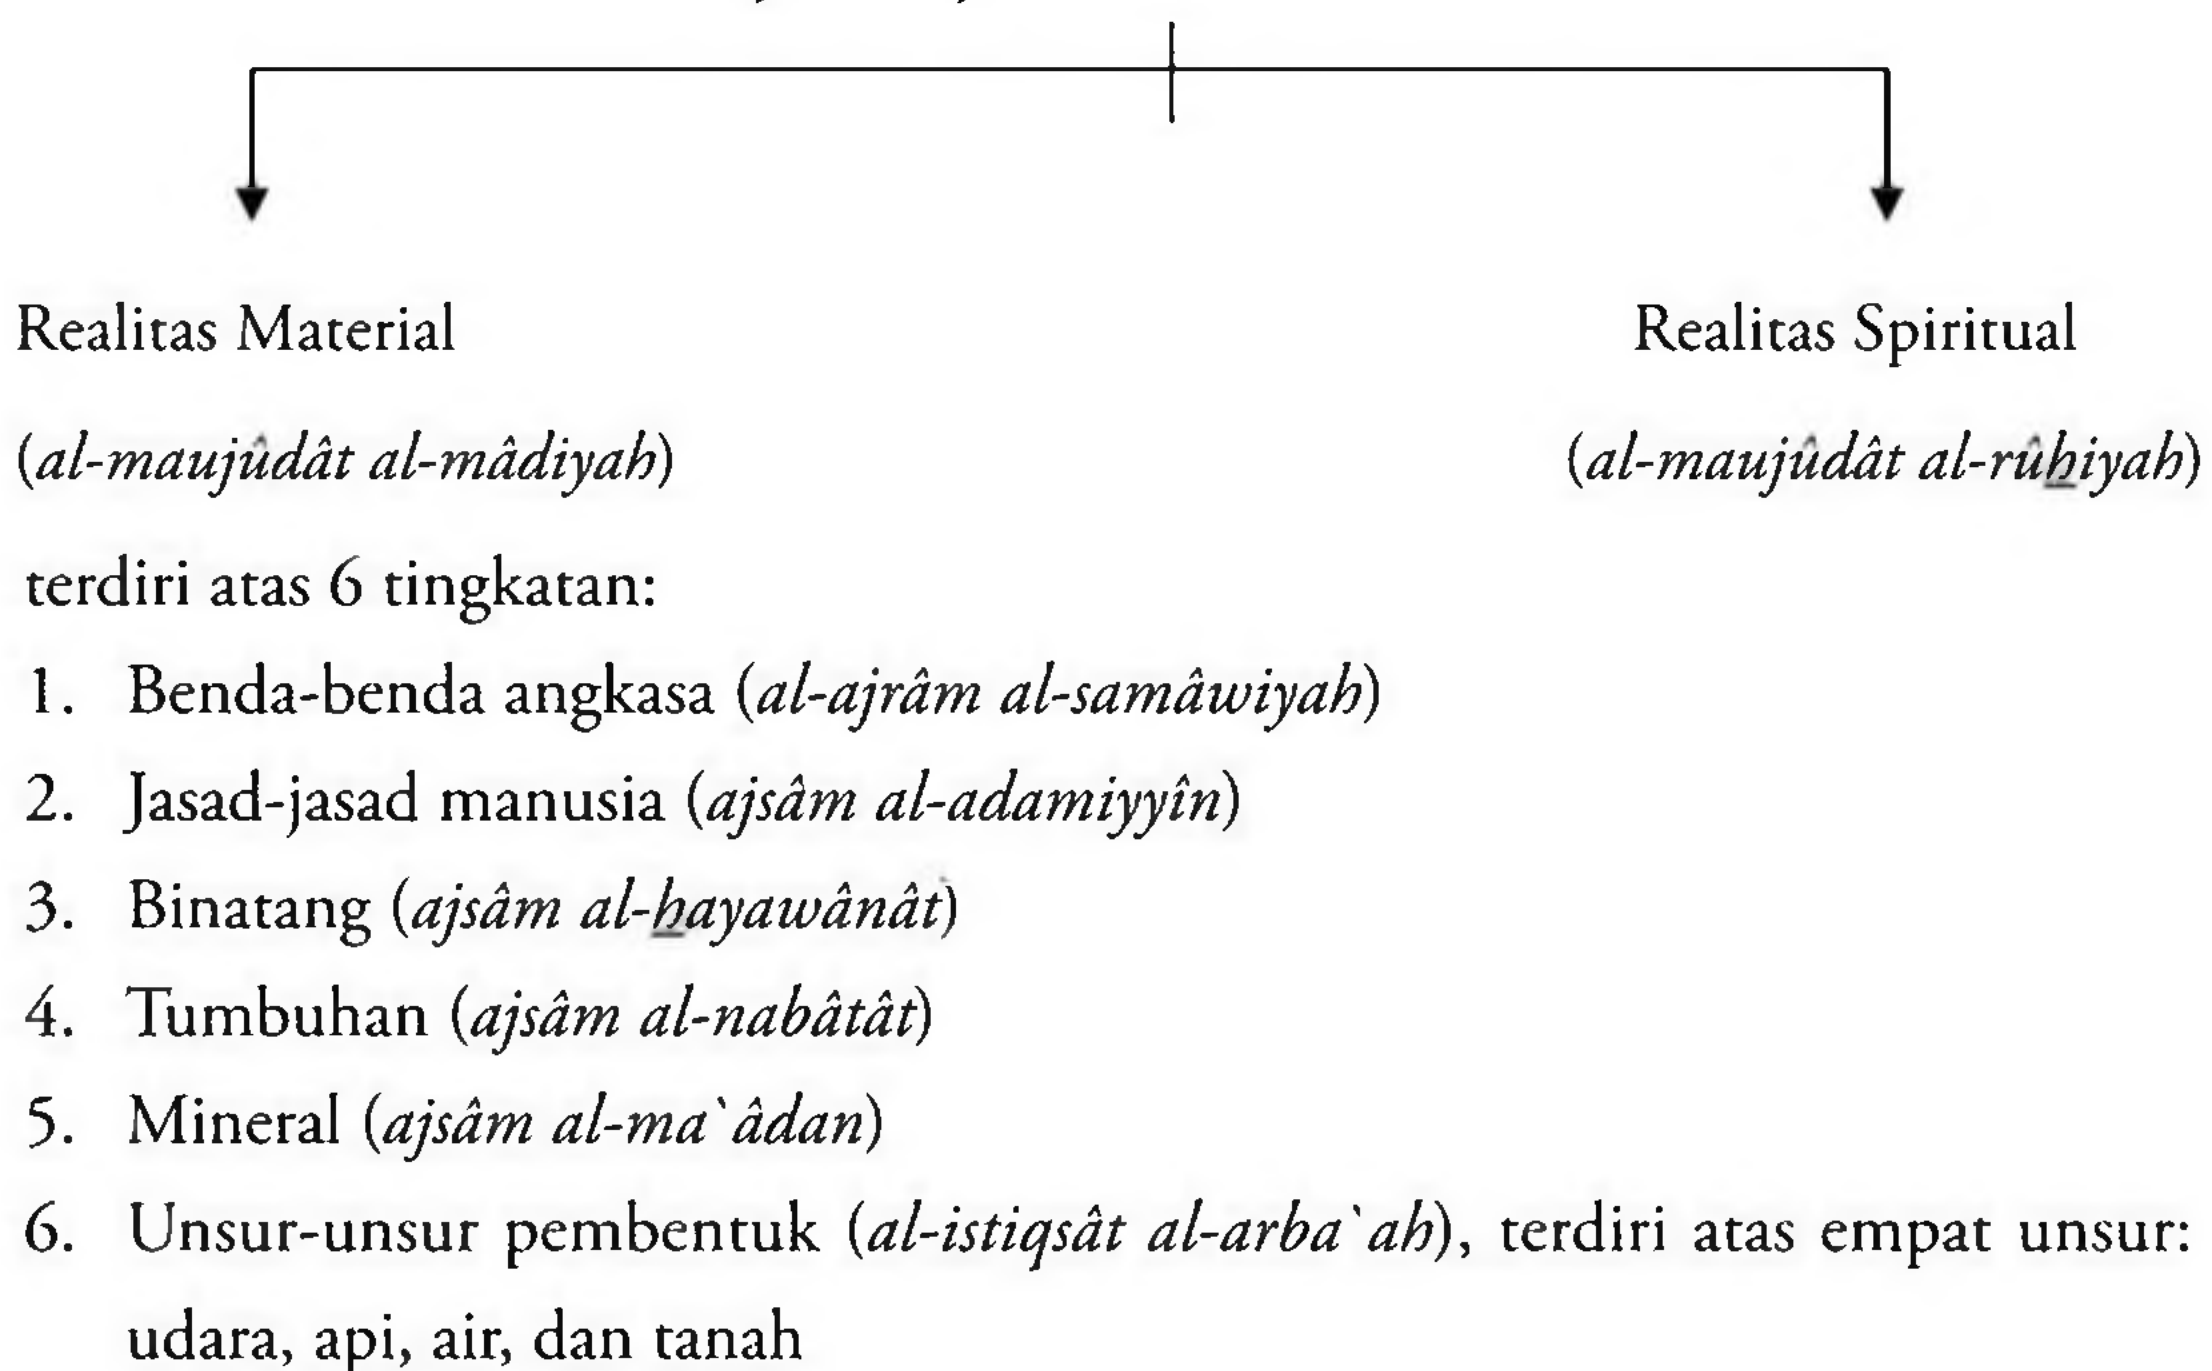 Realitas Material
Realitas Spiritual
(al-maujûdât al-mâdiyah)
(al-maujûdât al-rûẖiyah)
terdiri atas 6 tingkatan:
1. Benda-benda angkasa (al-ajrâm al-samâwiyah)
2. Jasad-jasad manusia (ajsâm al-adamiyyîn)
3. Binatang (ajsâm al-ẖayawânât)
4. Tumbuhan (ajsâm al-nabâtât)
5. Mineral (ajsâm al-ma`âdan)
6. Unsur-unsur pembentuk (al-istiqsât al-arba`ah), terdiri atas empat unsur:
udara, api, air, dan tanah